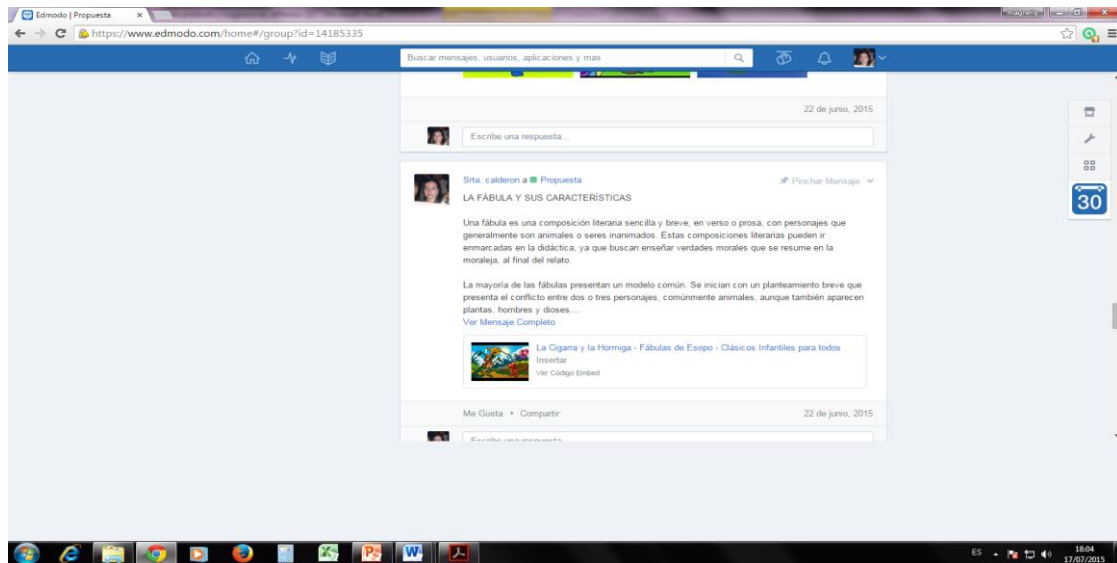 Edmodo | Propuesta
https://www.edmodo.com/home#/group?id=14185335
Buscar mensajes, usuarios, aplicaciones y mas
22 de junio, 2015
Escribe una respuesta...
Srta. calderon a Propuesta
Pinchar Mensaje
LA FÁBULA Y SUS CARACTERÍSTICAS
Una fábula es una composición literaria sencilla y breve, en verso o prosa, con personajes que
generalmente son animales o seres inanimados. Estas composiciones literarias pueden ir
enmarcadas en la didáctica, ya que buscan enseñar verdades morales que se resume en la
moraleja, al final del relato.
La mayoría de las fábulas presentan un modelo común. Se inician con un planteamiento breve que
presenta el conflicto entre dos o tres personajes, comúnmente animales, aunque también aparecen
plantas, hombres y dioses....
Ver Mensaje Completo
La Cigarra y la Hormiga - Fábulas de Esopo - Clásicos Infantiles para todos
Insertar
Ver Código Embed
30
Me Gusta • Compartir
22 de junio, 2015
Escribe una respuesta
ES
18:04
17/07/2015